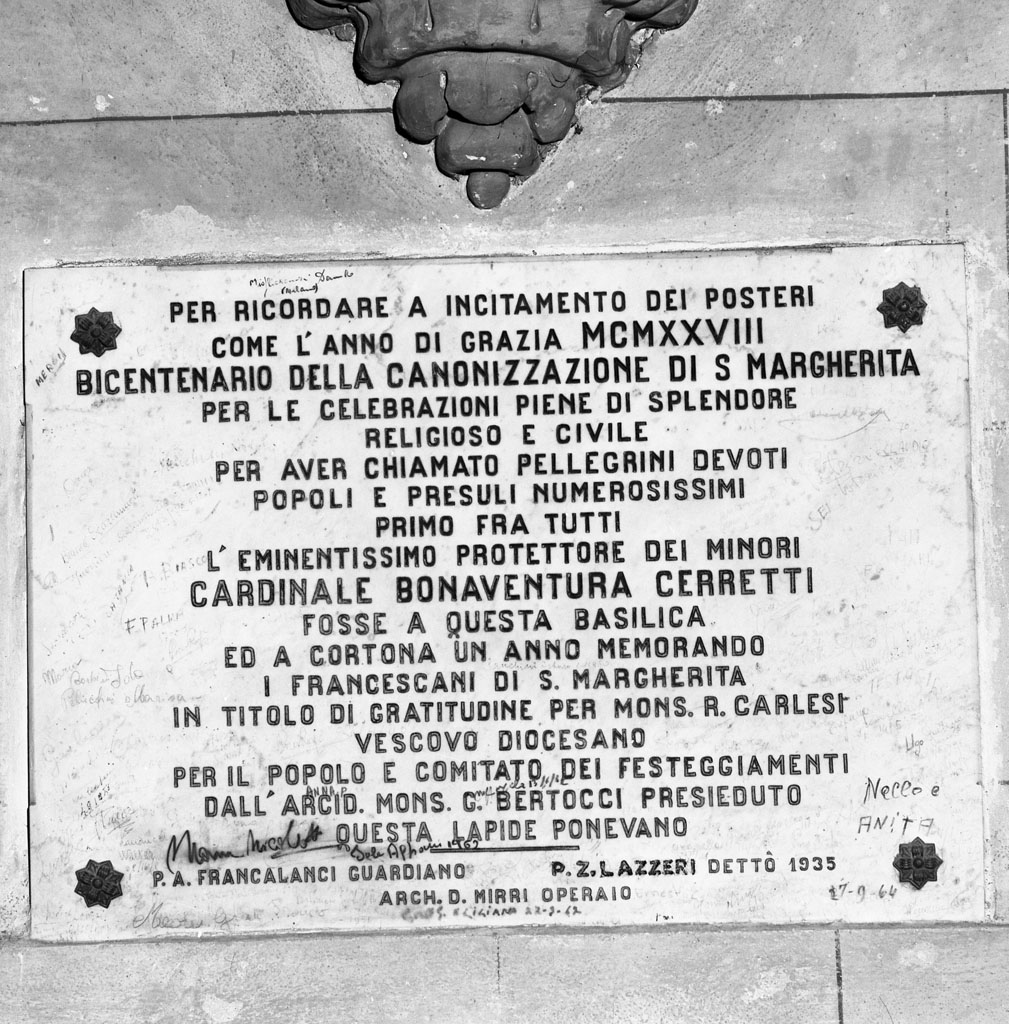 PER RICORDARE A INCITAMENTO DEI POSTERI
COME L'ANNO DI GRAZIA MCMXXVIII
MERCY
BICENTENARIO DELLA CANONIZZAZIONE DI S MARGHERITA
PER LE CELEBRAZIONI PIENE DI SPLENDORE
RELIGIOSO E CIVILE
PER AVER CHIAMATO PELLEGRINI DEVOTI
POPOLI E PRESULI NUMEROSISSIMI
PRIMO FRA TUTTI
L'EMINENTISSIMO PROTETTORE DEI MINORI
CARDINALE BONAVENTURA CERRETTI
FOSSE A QUESTA BASILICA
ED A CORTONA UN ANNO MEMORANDO
I FRANCESCANI DI S. MARGHERITA
IN TITOLO DI GRATITUDINE PER MONS. R. CARLESI
VESCOVO DIOCESANO
Ugo
PER IL POPOLO E COMITATO DEI FESTEGGIAMENTI
ANNA P.
DALL'ARCID. MONS. G. BERTOCCI PRESIEDUTO
Nello e
ANITA
QUESTA LAPIDE PONEVANO
P. A. FRANCALANCI GUARDIANO P. Z. LAZZERI DETTÒ 1935
ARCH. D. MIRRI OPERAIO
27-9-64